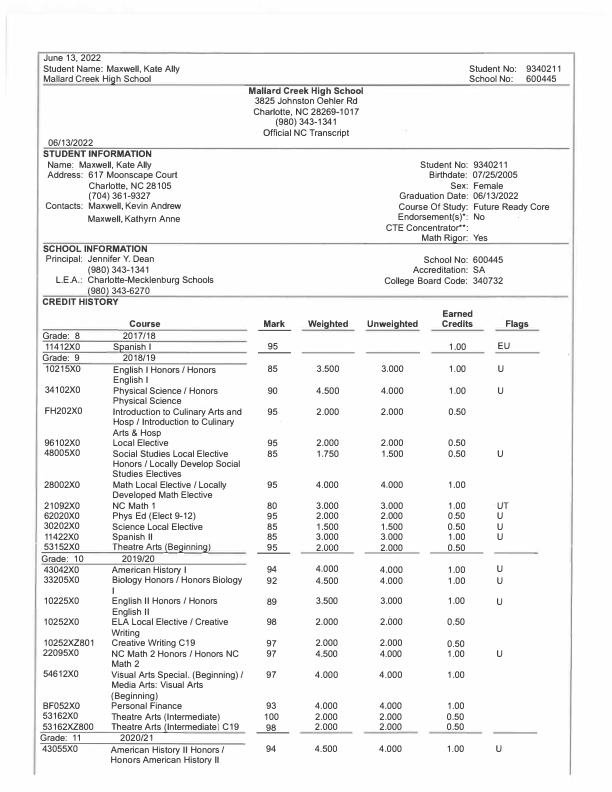 June 13, 2022
Student Name: Maxwell, Kate Ally Student No: 9340211
Mallard Creek High School School No: 600445
Mallard Creek High School
3825 Johnston Oehler Rd
Charlotte, NC 28269-1017
(980) 343-1341
Official NC Transcript
06/13/2022
STUDENT INFORMATION
Name: Maxwell, Kate Ally Student No: 9340211
Address: 617 Moonscape Court Birthdate: 07/25/2005
Charlotte, NC 28105 Sex: Female
(704) 361-9327 Graduation Date: 06/13/2022
Contacts: Maxwell, Kevin Andrew Course Of Study: Future Ready Core
Maxwell, Kathyrn Anne Endorsement(s)*: No
CTE Concentrator**:
Math Rigor: Yes
SCHOOL INFORMATION
Principal: Jennifer Y. Dean School No: 600445
(980) 343-1341 Accreditation: SA
L.E.A.: Charlotte-Mecklenburg Schools College Board Code: 340732
(980) 343-6270
CREDIT HISTORY
Course Mark Weighted Unweighted Earned Credits Flags
Grade: 8 2017/18
11412X0 Spanish I 95 1.00 EU
Grade: 9 2018/19
10215X0 English I Honors / Honors 85 3.500 3.000 1.00 U
English I
34102X0 Physical Science / Honors 90 4.500 4.000 1.00 U
Physical Science
FH202X0 Introduction to Culinary Arts and 95 2.000 2.000 0.50
Hosp / Introduction to Culinary
Arts & Hosp
96102X0 Local Elective 95 2.000 2.000 0.50
48005X0 Social Studies Local Elective 85 1.750 1.500 0.50 U
Honors / Locally Develop Social
Studies Electives
28002X0 Math Local Elective / Locally 95 4.000 4.000 1.00
Developed Math Elective
21092X0 NC Math 1 80 3.000 3.000 1.00 UT
62020X0 Phys Ed (Elect 9-12) 95 2.000 2.000 0.50 U
30202X0 Science Local Elective 85 1.500 1.500 0.50 U
11422X0 Spanish II 85 3.000 3.000 1.00 U
53152X0 Theatre Arts (Beginning) 95 2.000 2.000 0.50
Grade: 10 2019/20
43042X0 American History I 94 4.000 4.000 1.00 U
33205X0 Biology Honors / Honors Biology 92 4.500 4.000 1.00 U
I
10225X0 English II Honors / Honors 89 3.500 3.000 1.00 U
English II
10252X0 ELA Local Elective / Creative 98 2.000 2.000 0.50
Writing
10252XZ801 Creative Writing C19 97 2.000 2.000 0.50
22095X0 NC Math 2 Honors / Honors NC 97 4.500 4.000 1.00 U
Math 2
54612X0 Visual Arts Special. (Beginning) / 97 4.000 4.000 1.00
Media Arts: Visual Arts
(Beginning)
BF052X0 Personal Finance 93 4.000 4.000 1.00
53162X0 Theatre Arts (Intermediate) 100 2.000 2.000 0.50
53162XZ800 Theatre Arts (Intermediate) C19 98 2.000 2.000 0.50
Grade: 11 2020/21
43055X0 American History II Honors / 94 4.500 4.000 1.00 U
Honors American History II